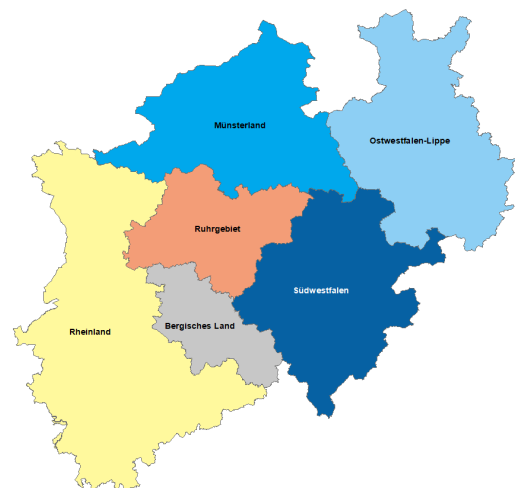 Münsterland
Ostwestfalen-Lippe
Ruhrgebiet
Südwestfalen
Bergisches Land
Rheinland